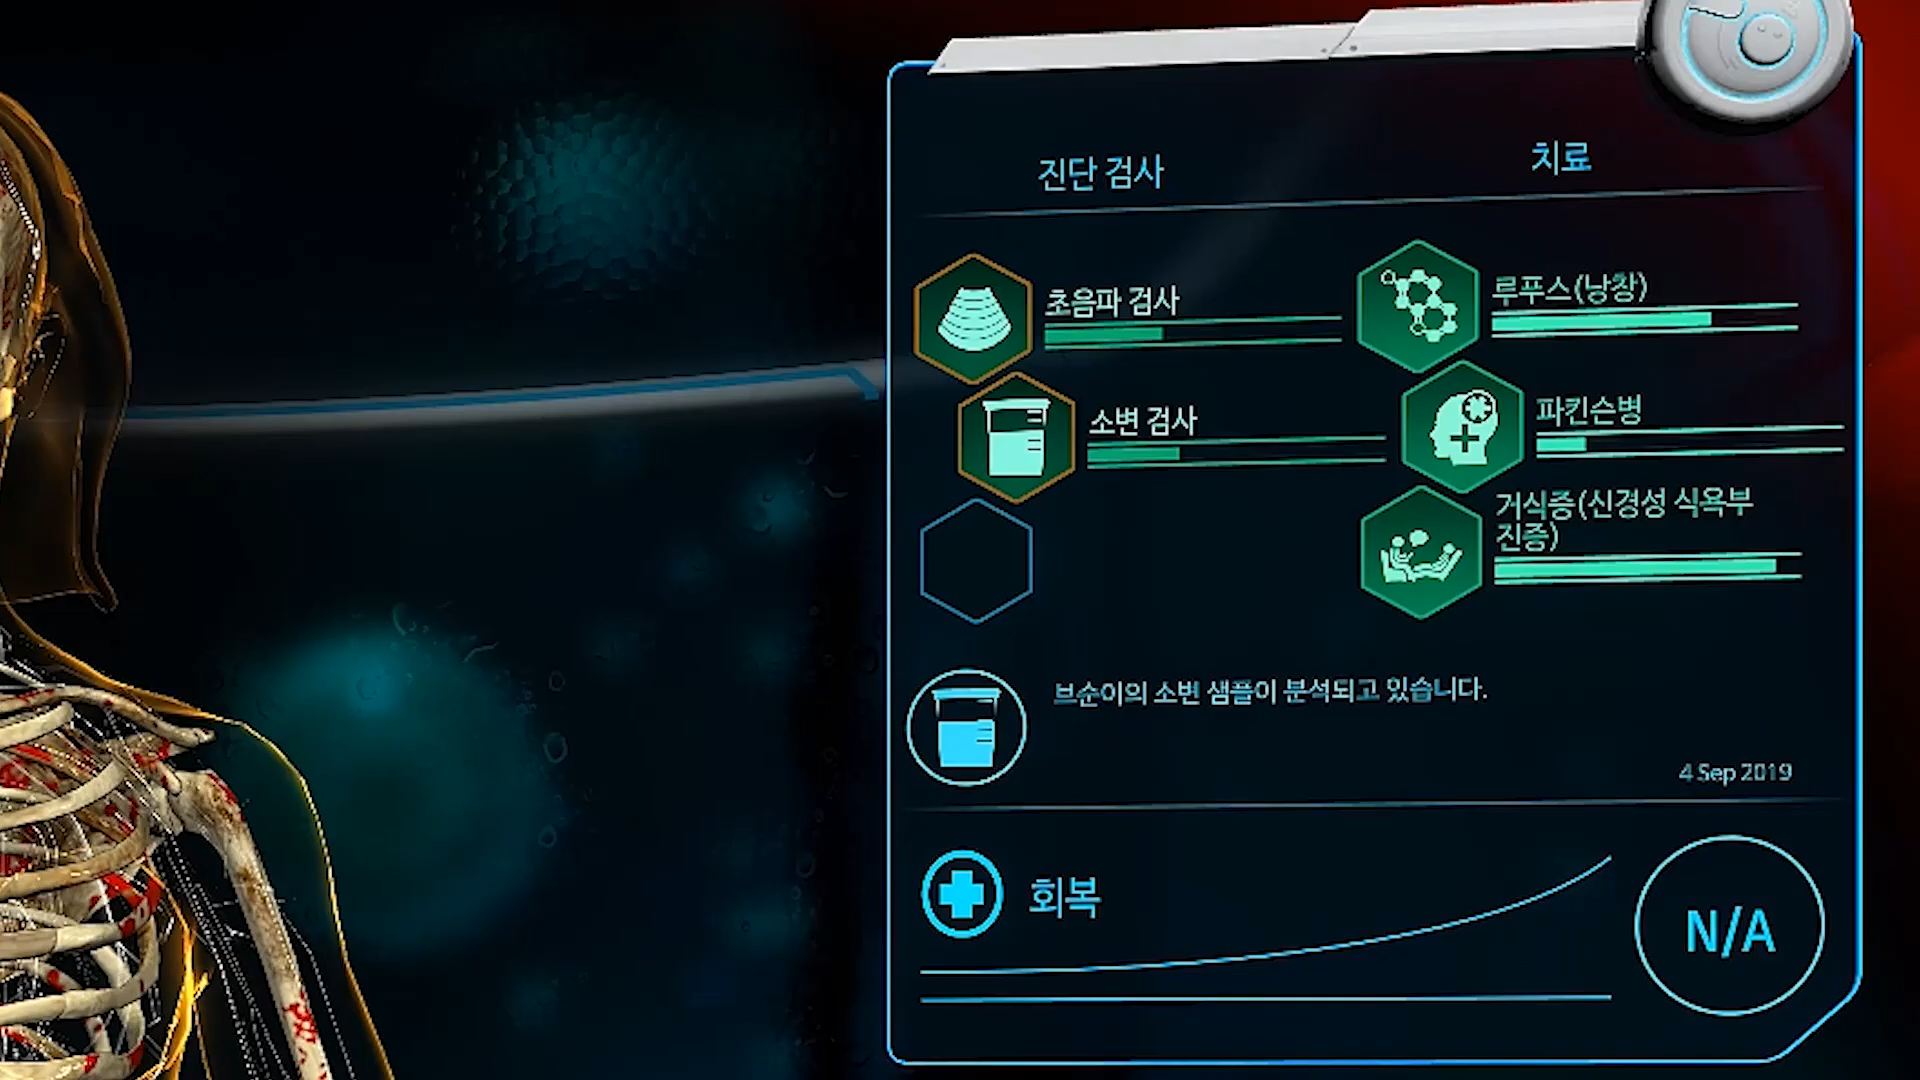 진단 검사
치료
초음파 검사
루푸스(낭창)
소변 검사
파킨슨병
거식증(신경성 식욕부
진증)
브순이의 소변 샘플이 분석되고 있습니다.
4 Sep 2019
회복
N/A